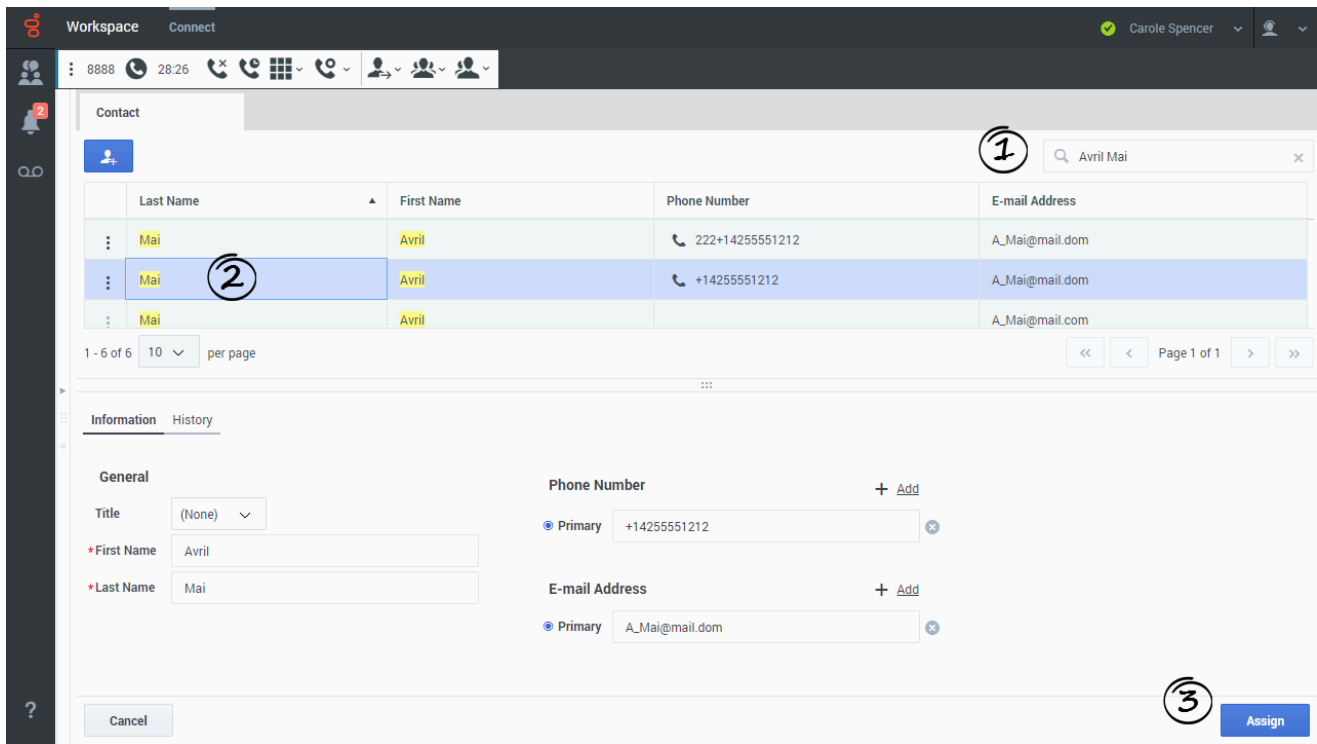 Workspace Connect Carole Spencer
8888 28:26
2
Contact
1 Avril Mai
Last Name First Name Phone Number E-mail Address
Mai Avril 222+14255551212 A_Mai@mail.dom
Mai 2 Avril +14255551212 A_Mai@mail.dom
Mai Avril A_Mai@mail.com
1 - 6 of 6 10 per page Page 1 of 1
Information History
General
Phone Number + Add
Title (None)
Primary +14255551212
*First Name Avril
*Last Name Mai
E-mail Address + Add
Primary A_Mai@mail.dom
3
?
Cancel Assign